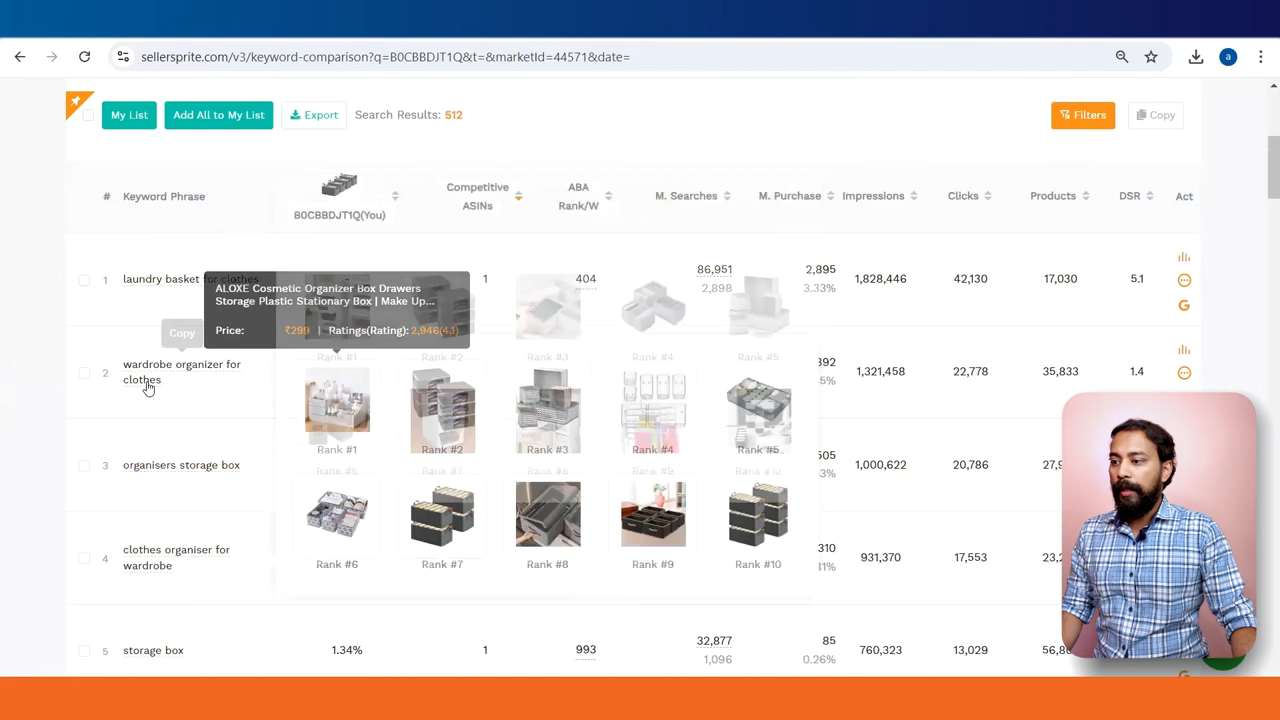 sellersprite.com/v3/keyword-comparison?q=B0CBBDJT1Q&t=&marketId=44571&date=
a
My List
Add All to My List
Export
Search Results: 512
Filters
Copy
#
Keyword Phrase
B0CBBDJT1Q(You)
Competitive
ASINs
ABA
Rank/W
M. Searches
M. Purchase
Impressions
Clicks
Products
DSR
Act
1
laundry basket for clothes
1
404
86,951
2,898
2,895
3.33%
1,828,446
42,130
17,030
5.1
ALOXE Cosmetic Organizer Box Drawers
Storage Plastic Stationary Box | Make Up...
Price: ₹299 | Ratings(Rating): 2,946(4.1)
Copy
Rank #1
Rank #2
Rank #3
Rank #4
Rank #5
2
wardrobe organizer for
clothes
392
1,321,458
22,778
35,833
1.4
Rank #1
Rank #2
Rank #3
Rank #4
Rank #5
3
organisers storage box
1,000,622
20,786
Rank #6
Rank #7
Rank #8
Rank #9
Rank #10
4
clothes organiser for
wardrobe
310
931,370
17,553
5
storage box
1.34%
1
993
32,877
1,096
85
0.26%
760,323
13,029